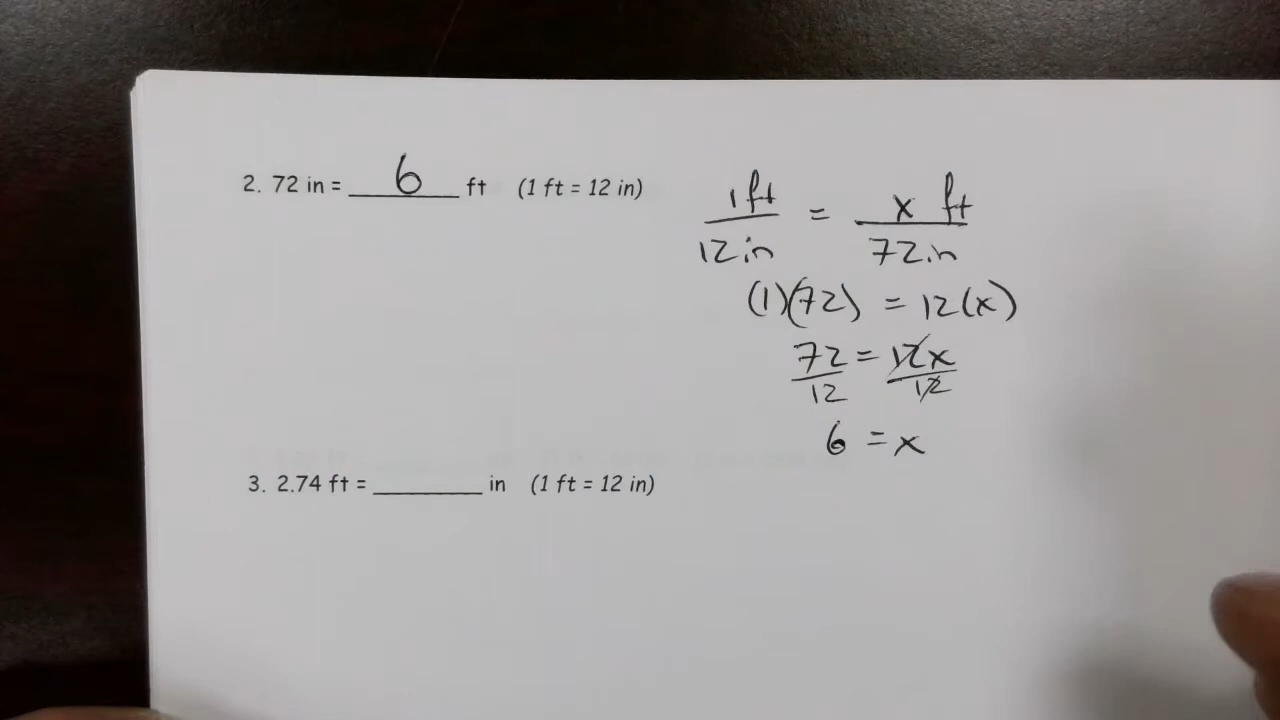 2. 72 in = 6 ft (1 ft = 12 in)
1 ft / 12 in = x ft / 72 in
(1)(72) = 12(x)
72 / 12 = 12x / 12
6 = x
3. 2.74 ft = ________ in (1 ft = 12 in)